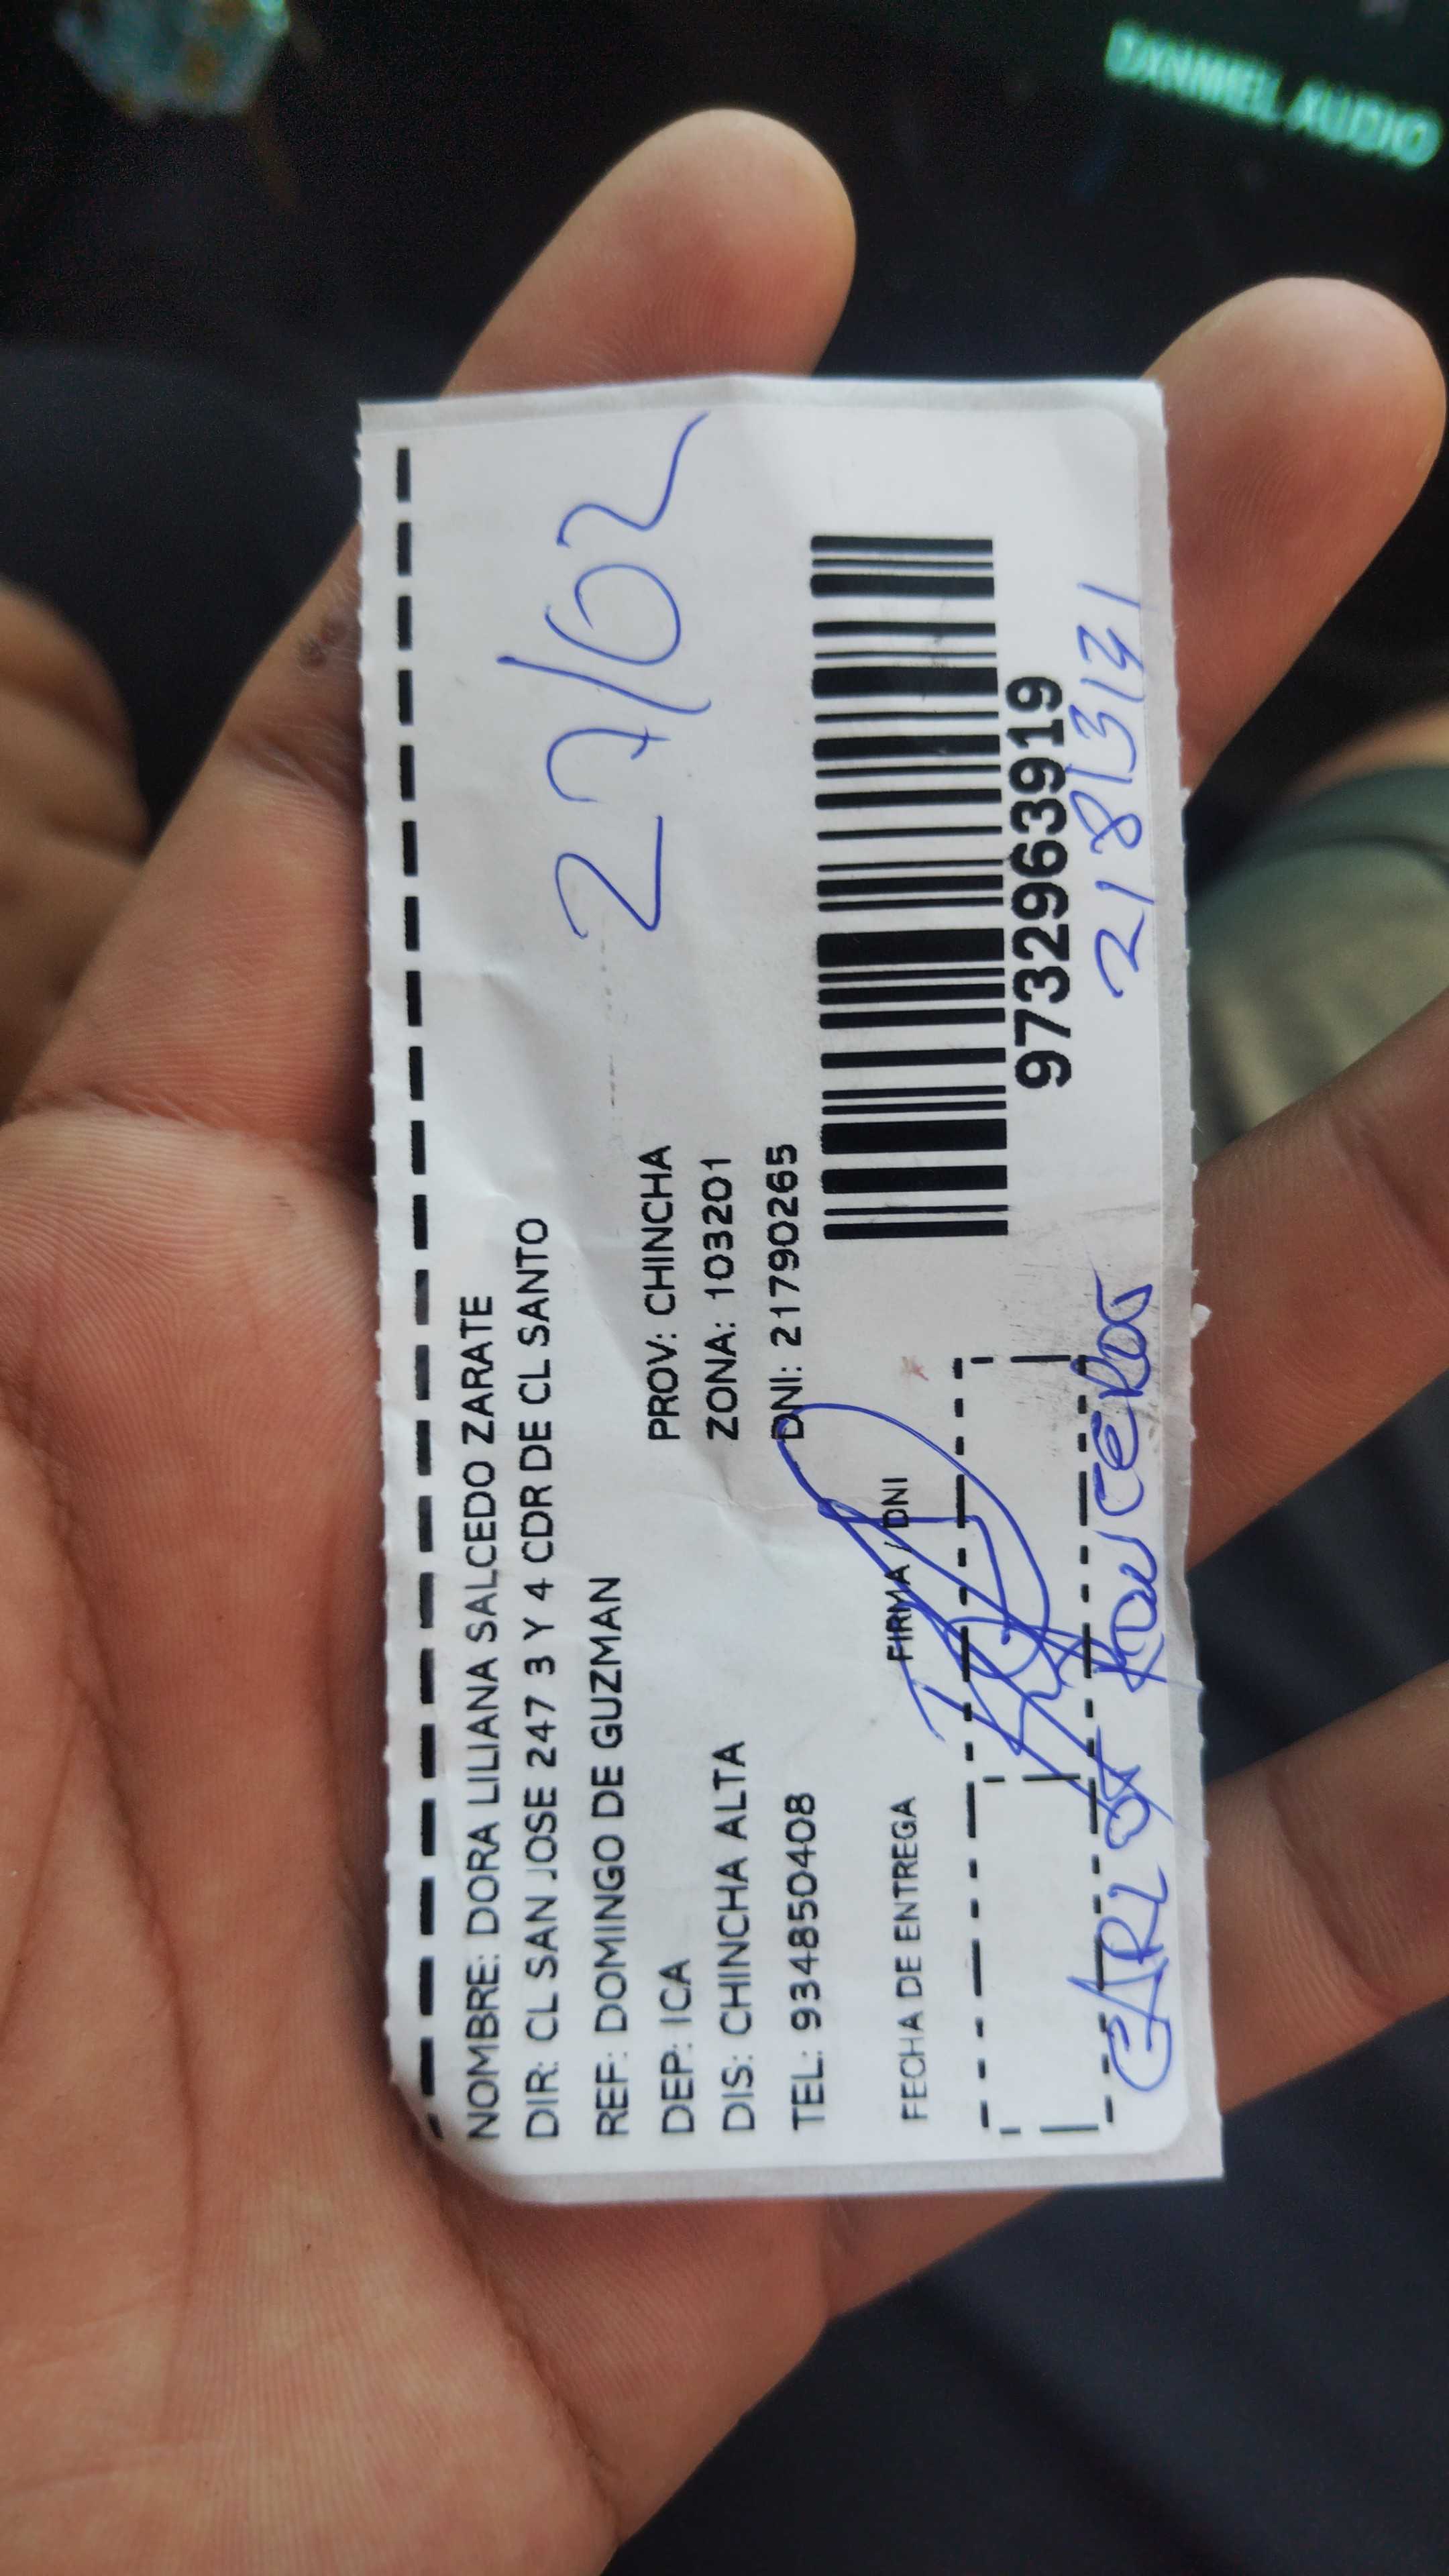 NOMBRE: DORA LILIANA SALCEDO ZARATE
DIR: CL SAN JOSE 247 3 Y 4 CDR DE CL SANTO
REF: DOMINGO DE GUZMAN
27/02
DEP: ICA PROV: CHINCHA
DIS: CHINCHA ALTA ZONA: 103201
TEL: 934850408 DNI: 21790265
FECHA DE ENTREGA FIRMA / DNI
9732963919
CARLOS
AUDIO